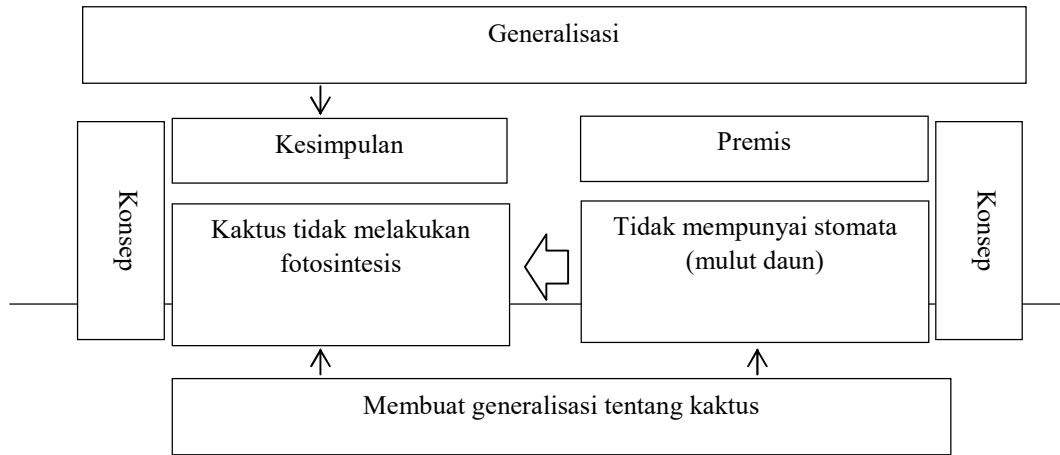 Generalisasi
Kesimpulan
Premis
Konsep
Kaktus tidak melakukan
fotosintesis
Tidak mempunyai stomata
(mulut daun)
Konsep
Membuat generalisasi tentang kaktus